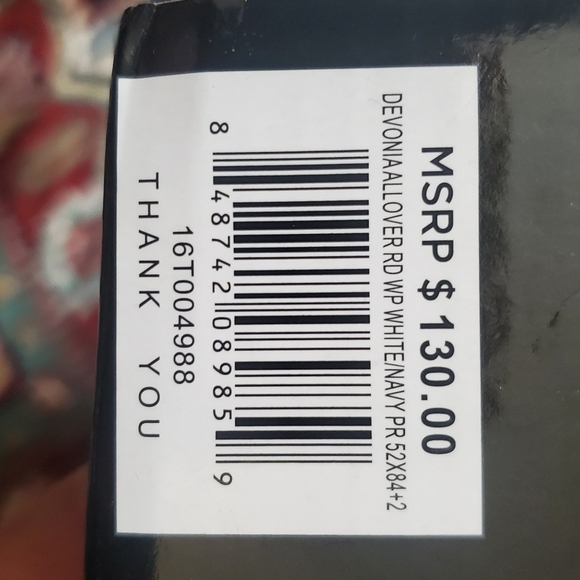 MSRP $ 130.00
DEVONIA ALLOVER RD WP WHITE/NAVY PR 52X84+2
8 48742 08985 9
16T004988
THANK YOU